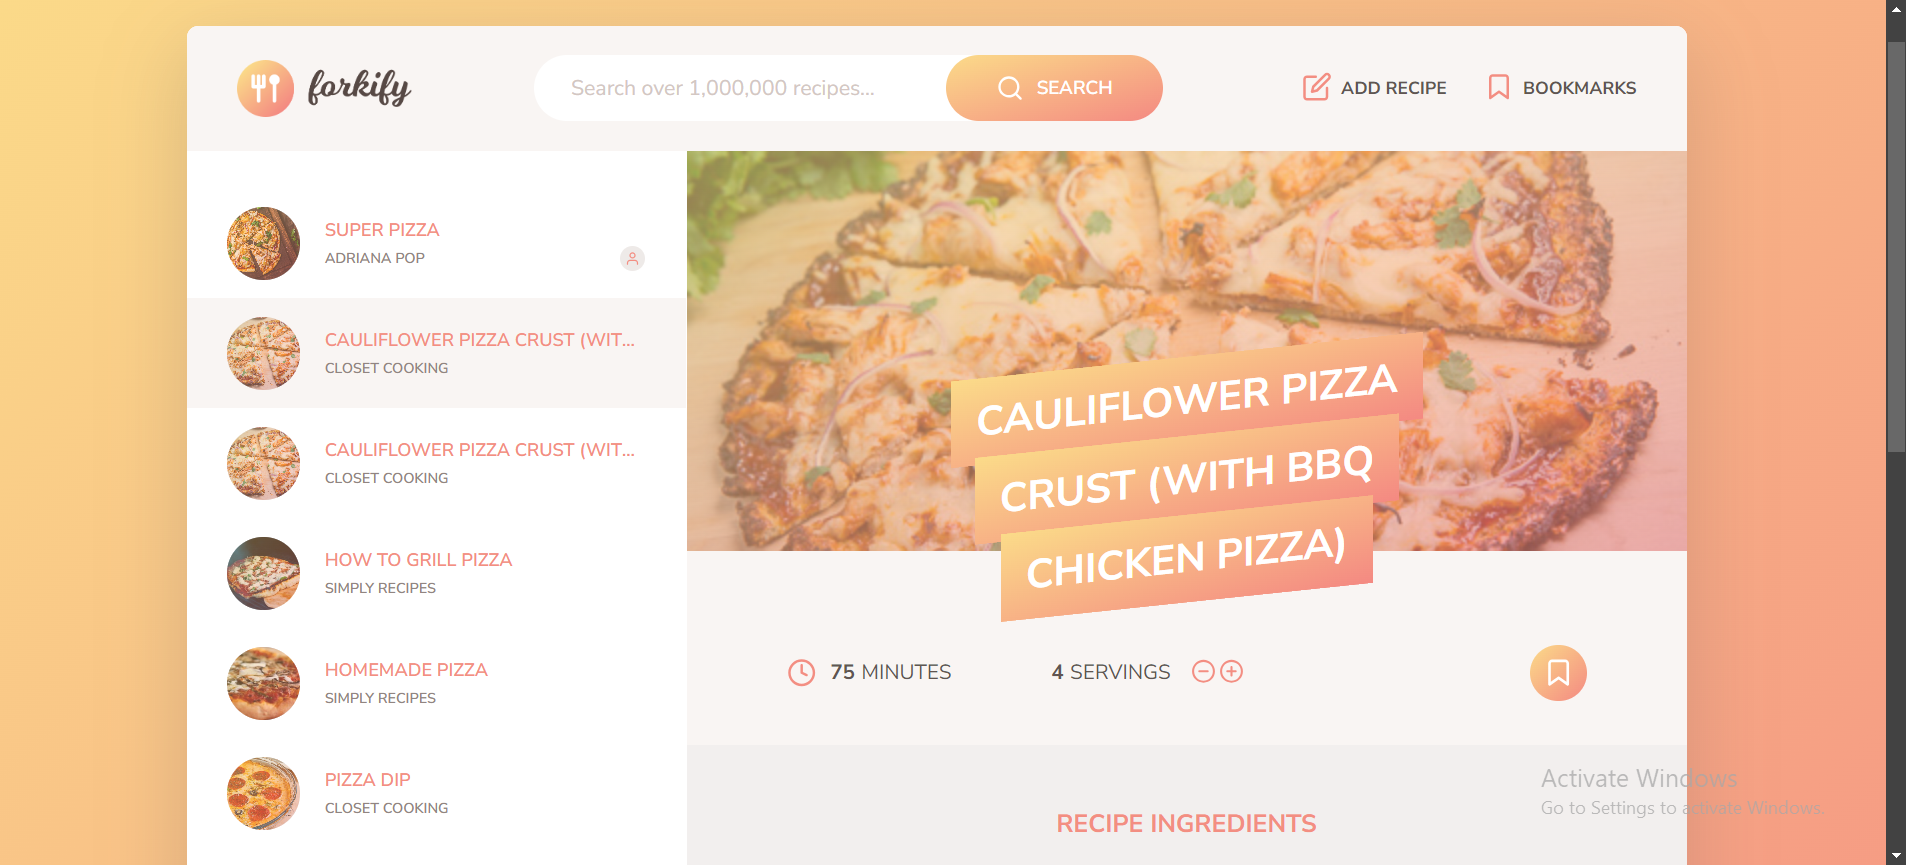 forkify
Search over 1,000,000 recipes...
SEARCH
ADD RECIPE
BOOKMARKS
SUPER PIZZA
ADRIANA POP
CAULIFLOWER PIZZA CRUST (WIT...
CLOSET COOKING
CAULIFLOWER PIZZA CRUST (WIT...
CLOSET COOKING
HOW TO GRILL PIZZA
SIMPLY RECIPES
HOMEMADE PIZZA
SIMPLY RECIPES
PIZZA DIP
CLOSET COOKING
CAULIFLOWER PIZZA
CRUST (WITH BBQ
CHICKEN PIZZA)
75 MINUTES
4 SERVINGS
RECIPE INGREDIENTS
Activate Windows
Go to Settings to activate Windows.